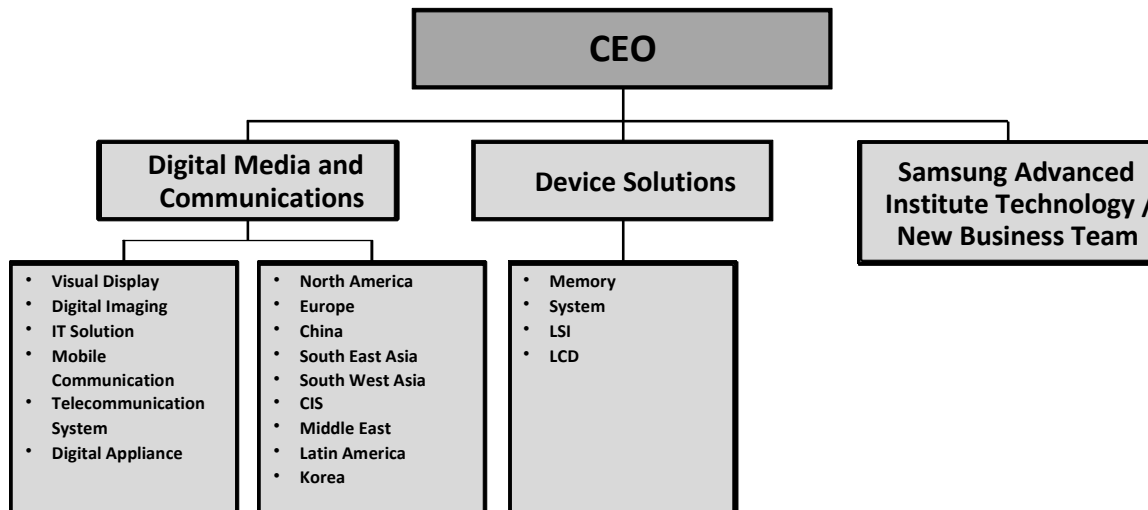 CEO
Digital Media and
Communications
Device Solutions
Samsung Advanced
Institute Technology /
New Business Team
• Visual Display
• Digital Imaging
• IT Solution
• Mobile
Communication
• Telecommunication
System
• Digital Appliance
• North America
• Europe
• China
• South East Asia
• South West Asia
• CIS
• Middle East
• Latin America
• Korea
• Memory
• System
• LSI
• LCD